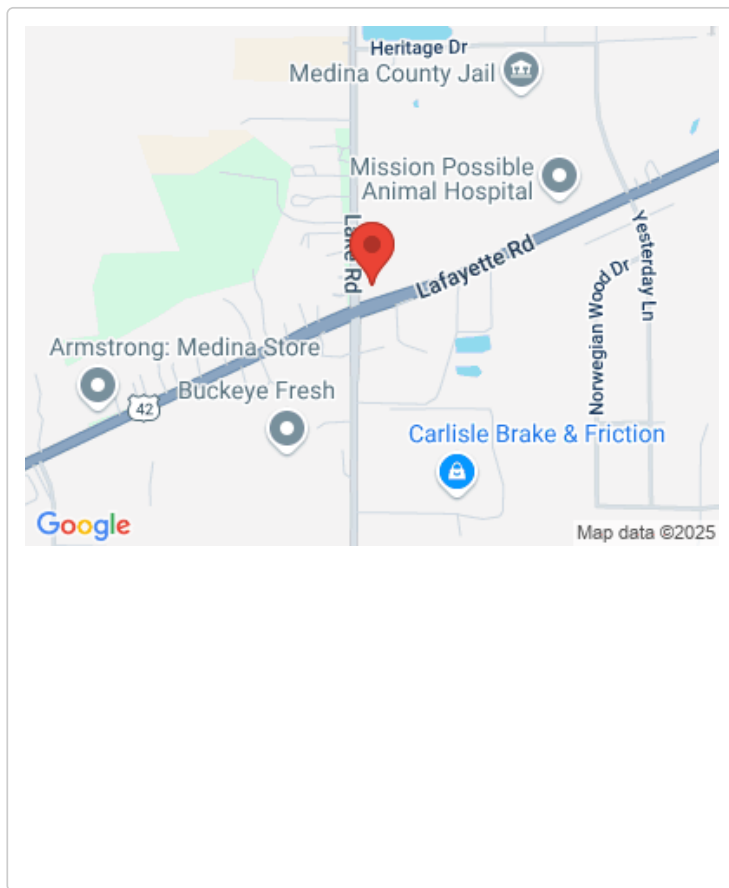 Heritage Dr
Medina County Jail
Mission Possible
Animal Hospital
Lake Rd
Lafayette Rd
Yesterday Ln
Norwegian Wood Dr
Armstrong: Medina Store
42
Buckeye Fresh
Carlisle Brake & Friction
Google
Map data ©2025